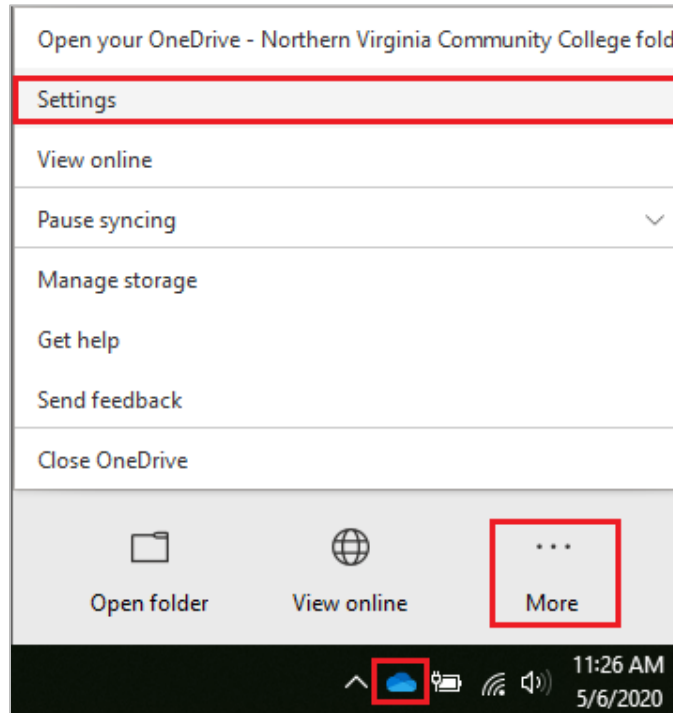 Open your OneDrive - Northern Virginia Community College fold
Settings
View online
Pause syncing
Manage storage
Get help
Send feedback
Close OneDrive
Open folder View online More
11:26 AM
5/6/2020